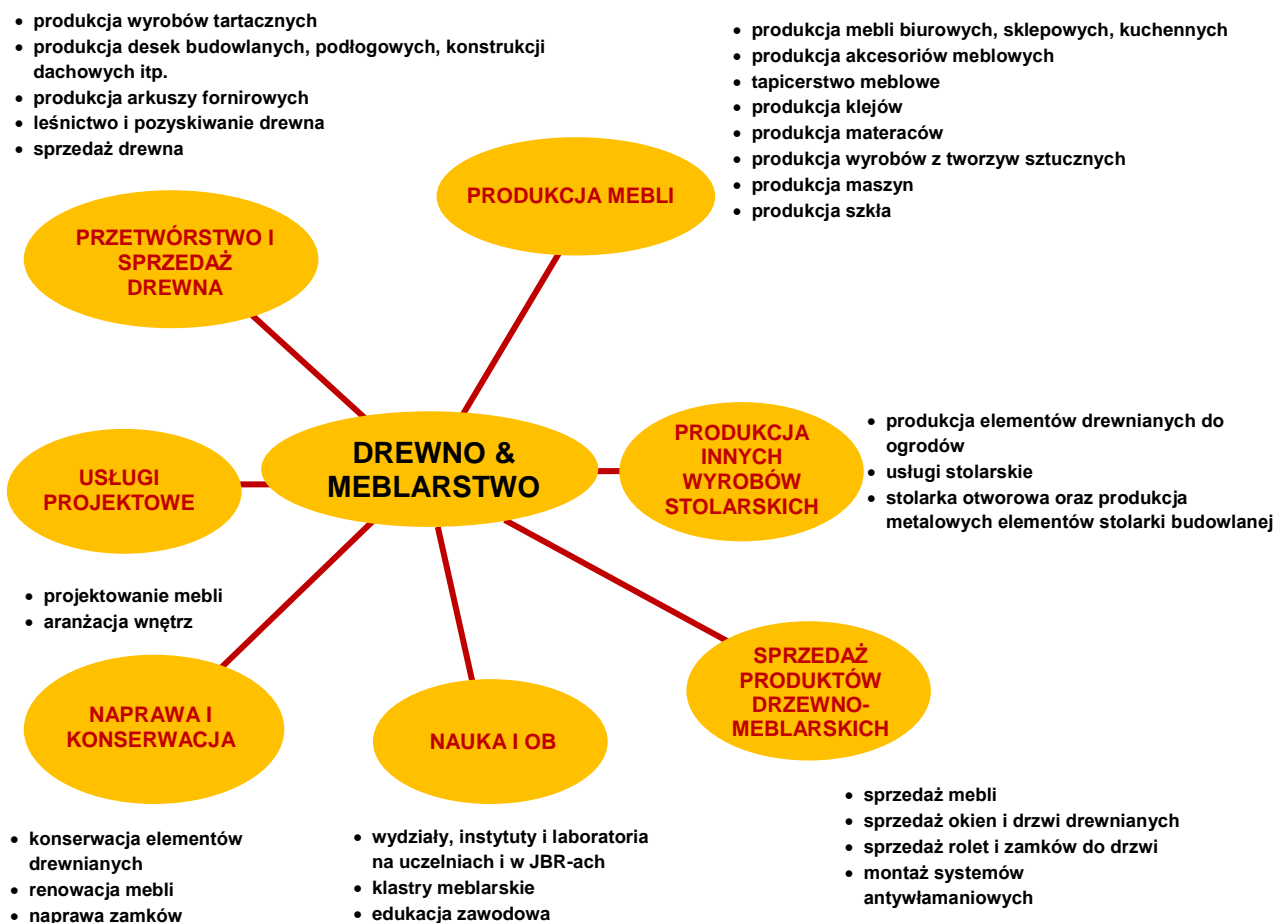 • produkcja wyrobów tartacznych
• produkcja desek budowlanych, podłogowych, konstrukcji
dachowych itp.
• produkcja arkuszy fornirowych
• leśnictwo i pozyskiwanie drewna
• sprzedaż drewna
• produkcja mebli biurowych, sklepowych, kuchennych
• produkcja akcesoriów meblowych
• tapicerstwo meblowe
• produkcja klejów
• produkcja materaców
• produkcja wyrobów z tworzyw sztucznych
• produkcja maszyn
• produkcja szkła
PRODUKCJA MEBLI
PRZETWÓRSTWO I
SPRZEDAŻ
DREWNA
DREWNO &
MEBLARSTWO
PRODUKCJA
INNYCH
WYROBÓW
STOLARSKICH
• produkcja elementów drewnianych do
ogrodów
• usługi stolarskie
• stolarka otworowa oraz produkcja
metalowych elementów stolarki budowlanej
USŁUGI
PROJEKTOWE
• projektowanie mebli
• aranżacja wnętrz
NAPRAWA I
KONSERWACJA
NAUKA I OB
SPRZEDAŻ
PRODUKTÓW
DRZEWNO-
MEBLARSKICH
• konserwacja elementów
drewnianych
• renowacja mebli
• naprawa zamków
• wydziały, instytuty i laboratoria
na uczelniach i w JBR-ach
• klastry meblarskie
• edukacja zawodowa
• sprzedaż mebli
• sprzedaż okien i drzwi drewnianych
• sprzedaż rolet i zamków do drzwi
• montaż systemów
antywłamaniowych